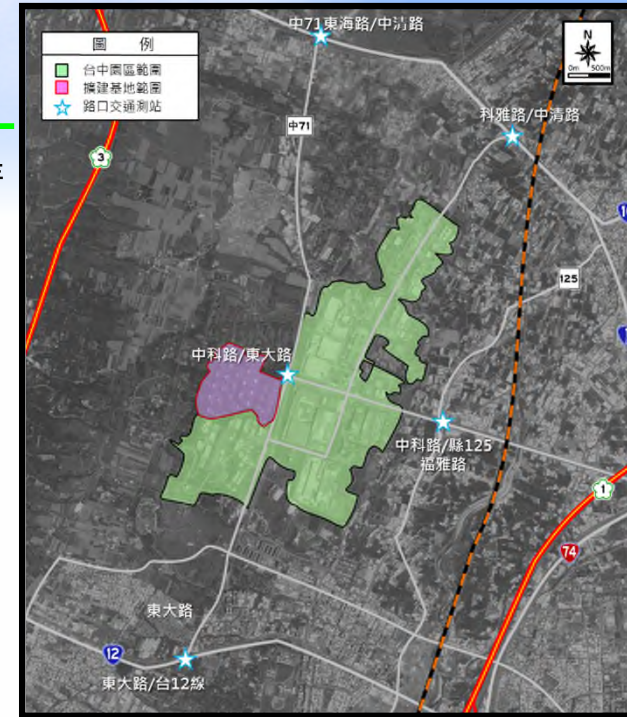 圖 例
台中園區範圍
擴建基地範圍
路口交通測站
中71東海路/中清路
N
0m 500m
科雅路/中清路
中71
3
125
中科路/東大路
中科路/縣125
福雅路
1
74
東大路
12
東大路/台12線